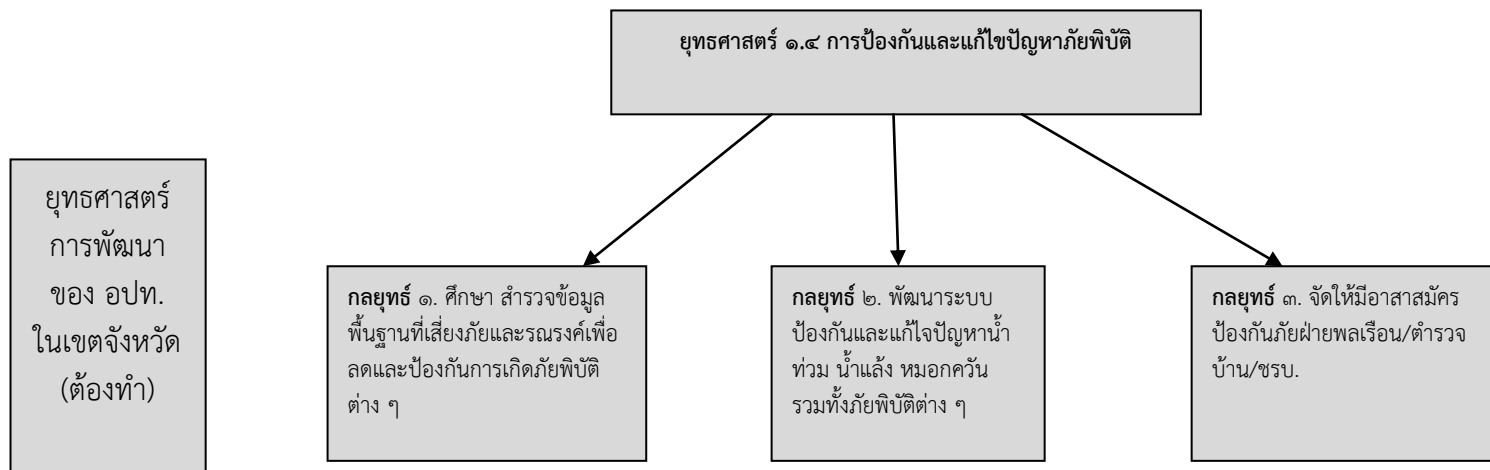 ยุทธศาสตร์ ๑.๔ การป้องกันและแก้ไขปัญหาภัยพิบัติ
ยุทธศาสตร์
การพัฒนา
ของ อปท.
ในเขตจังหวัด
(ต้องทำ)
กลยุทธ์ ๑. ศึกษา สำรวจข้อมูล
พื้นฐานที่เสี่ยงภัยและรณรงค์เพื่อ
ลดและป้องกันการเกิดภัยพิบัติ
ต่าง ๆ
กลยุทธ์ ๒. พัฒนาระบบ
ป้องกันและแก้ไจปัญหาน้ำ
ท่วม น้ำแล้ง หมอกควัน
รวมทั้งภัยพิบัติต่าง ๆ
กลยุทธ์ ๓. จัดให้มีอาสาสมัคร
ป้องกันภัยฝ่ายพลเรือน/ตำรวจ
บ้าน/ชรบ.